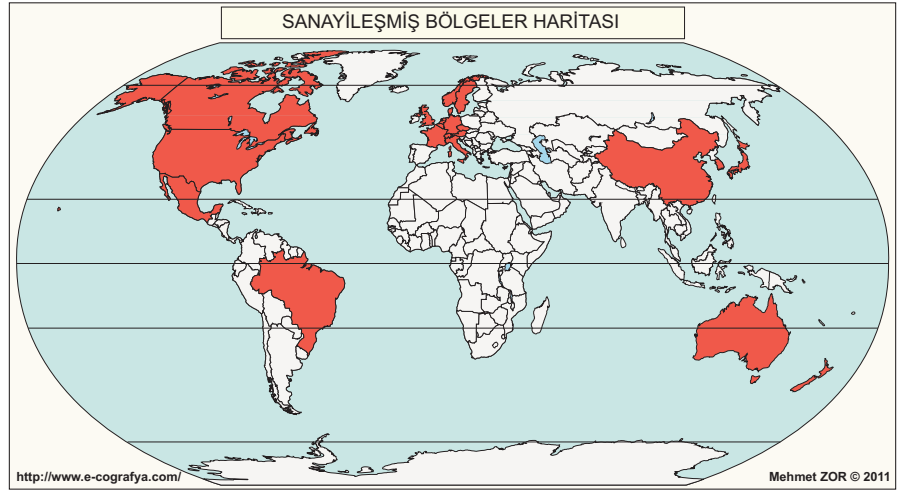 SANAYİLEŞMİŞ BÖLGELER HARİTASI
http://www.e-cografya.com/
Mehmet ZOR © 2011